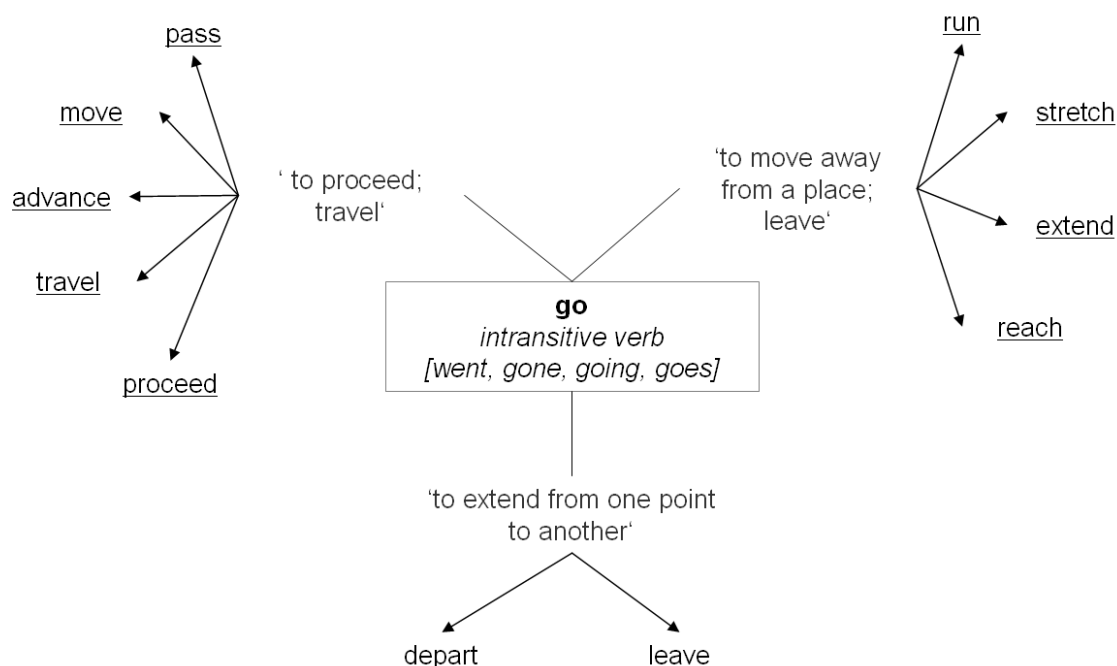 pass
move
advance
travel
proceed
‘ to proceed;
travel‘
run
stretch
extend
reach
‘to move away
from a place;
leave‘
go
intransitive verb
[went, gone, going, goes]
‘to extend from one point
to another‘
depart
leave